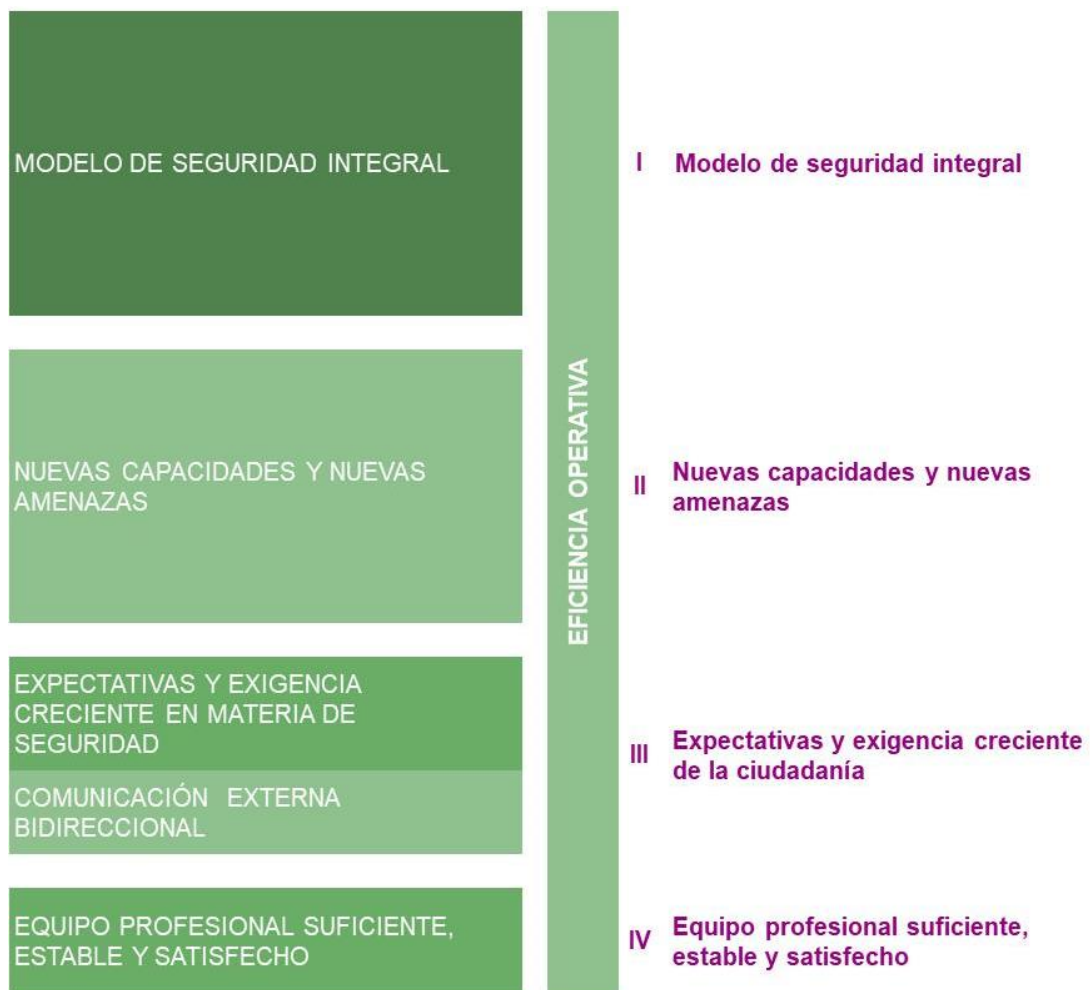 MODELO DE SEGURIDAD INTEGRAL
I Modelo de seguridad integral
NUEVAS CAPACIDADES Y NUEVAS
AMENAZAS
EFICIENCIA OPERATIVA
II Nuevas capacidades y nuevas
amenazas
EXPECTATIVAS Y EXIGENCIA
CRECIENTE EN MATERIA DE
SEGURIDAD
COMUNICACIÓN EXTERNA
BIDIRECCIONAL
III Expectativas y exigencia creciente
de la ciudadanía
EQUIPO PROFESIONAL SUFICIENTE,
ESTABLE Y SATISFECHO
IV Equipo profesional suficiente,
estable y satisfecho